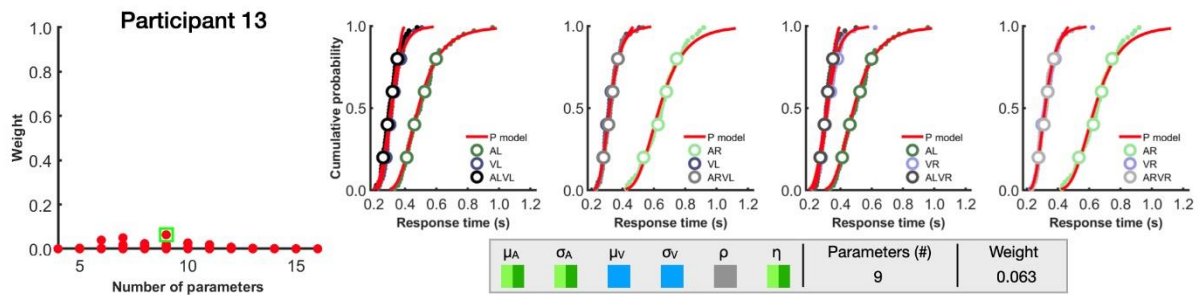 Participant 13
Weight
1.0
0.8
0.6
0.4
0.2
0.0
5
10
15
Number of parameters
Cumulative probability
1.0
0.5
0.0
P model
AL
VL
ALVL
0.2 0.4 0.6 0.8 1.0 1.2
Response time (s)
1.0
0.5
0.0
P model
AR
VL
ARVL
0.2 0.4 0.6 0.8 1.0 1.2
Response time (s)
1.0
0.5
0.0
P model
AL
VR
ALVR
0.2 0.4 0.6 0.8 1.0 1.2
Response time (s)
1.0
0.5
0.0
P model
AR
VR
ARVR
0.2 0.4 0.6 0.8 1.0 1.2
Response time (s)
μA σA μV σV ρ η Parameters (#) Weight
9 0.063